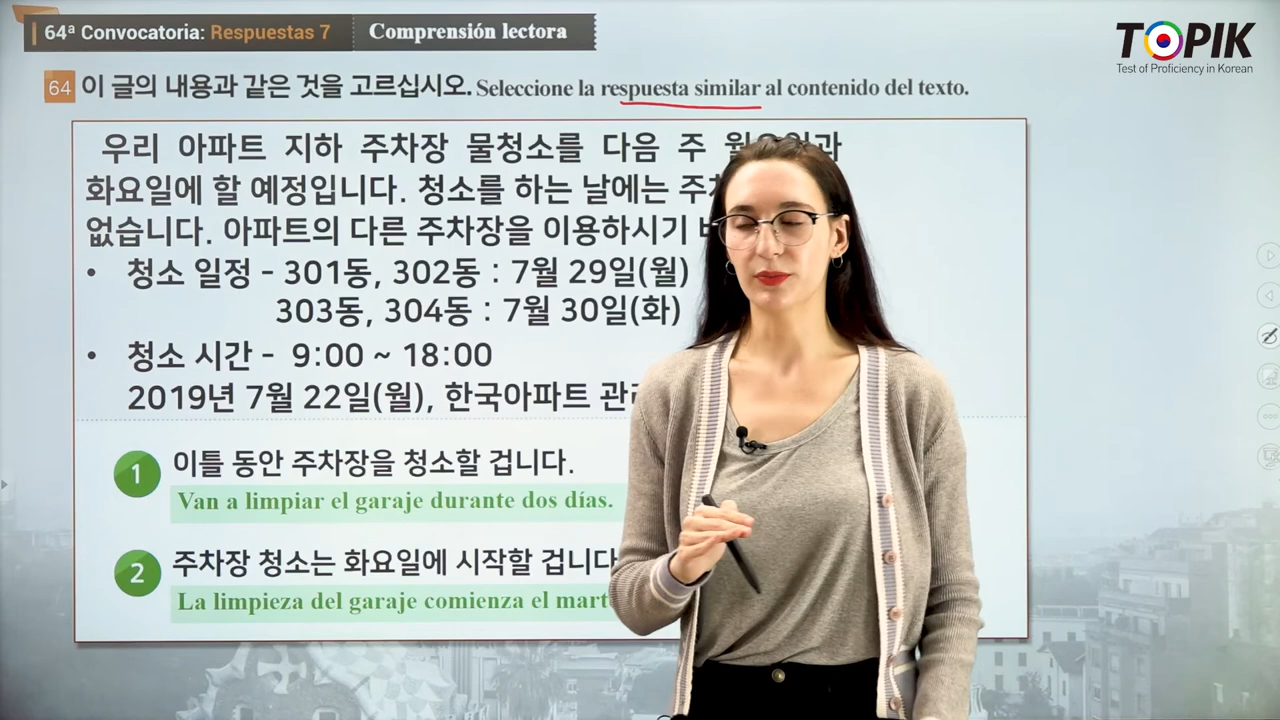 64ª Convocatoria: Respuestas 7
Comprensión lectora
TOPIK
Test of Proficiency in Korean
64 이 글의 내용과 같은 것을 고르십시오. Seleccione la respuesta similar al contenido del texto.
우리 아파트 지하 주차장 물청소를 다음 주
화요일에 할 예정입니다. 청소를 하는 날에는
없습니다. 아파트의 다른 주차장을 이용하시기
• 청소 일정 - 301동, 302동 : 7월 29일(월)
303동, 304동 : 7월 30일(화)
• 청소 시간 - 9:00 ~ 18:00
2019년 7월 22일(월), 한국아파트
1 이틀 동안 주차장을 청소할 겁니다.
Van a limpiar el garaje durante dos días.
2 주차장 청소는 화요일에 시작할 겁니다
La limpieza del garaje comienza el